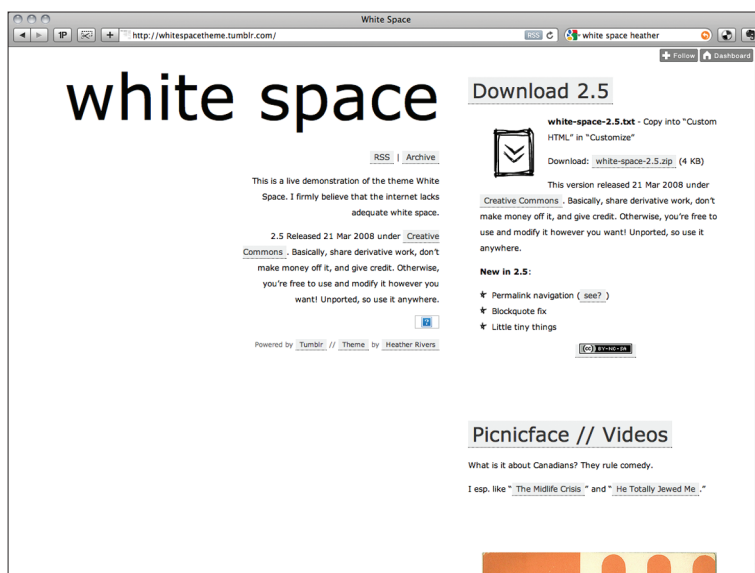 White Space
1P
http://whitespacetheme.tumblr.com/
RSS
white space heather
Follow
Dashboard
white space
RSS | Archive
This is a live demonstration of the theme White
Space. I firmly believe that the internet lacks
adequate white space.
2.5 Released 21 Mar 2008 under Creative
Commons . Basically, share derivative work, don't
make money off it, and give credit. Otherwise,
you're free to use and modify it however you
want! Unported, so use it anywhere.
Powered by Tumblr // Theme by Heather Rivers
Download 2.5
white-space-2.5.txt - Copy into "Custom
HTML" in "Customize"
Download: white-space-2.5.zip (4 KB)
This version released 21 Mar 2008 under
Creative Commons . Basically, share derivative work, don't
make money off it, and give credit. Otherwise, you're free to
use and modify it however you want! Unported, so use it
anywhere.
New in 2.5:
Permalink navigation ( see? )
Blockquote fix
Little tiny things
(cc) BY-NC-SA
Picnicface // Videos
What is it about Canadians? They rule comedy.
I esp. like " The Midlife Crisis " and " He Totally Jewed Me ."